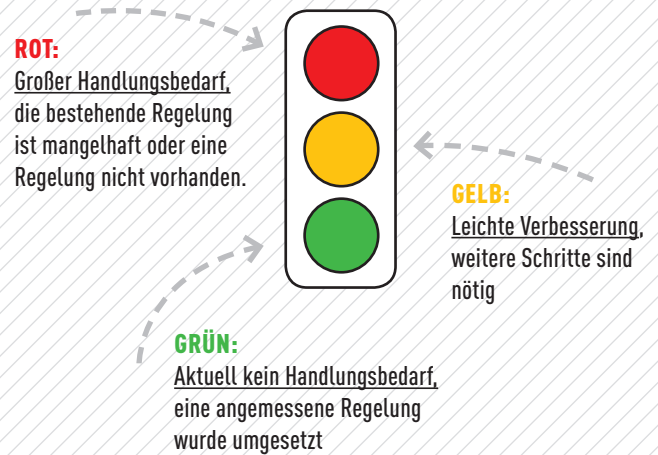 ROT:
Großer Handlungsbedarf,
die bestehende Regelung
ist mangelhaft oder eine
Regelung nicht vorhanden.
GELB:
Leichte Verbesserung,
weitere Schritte sind
nötig
GRÜN:
Aktuell kein Handlungsbedarf,
eine angemessene Regelung
wurde umgesetzt